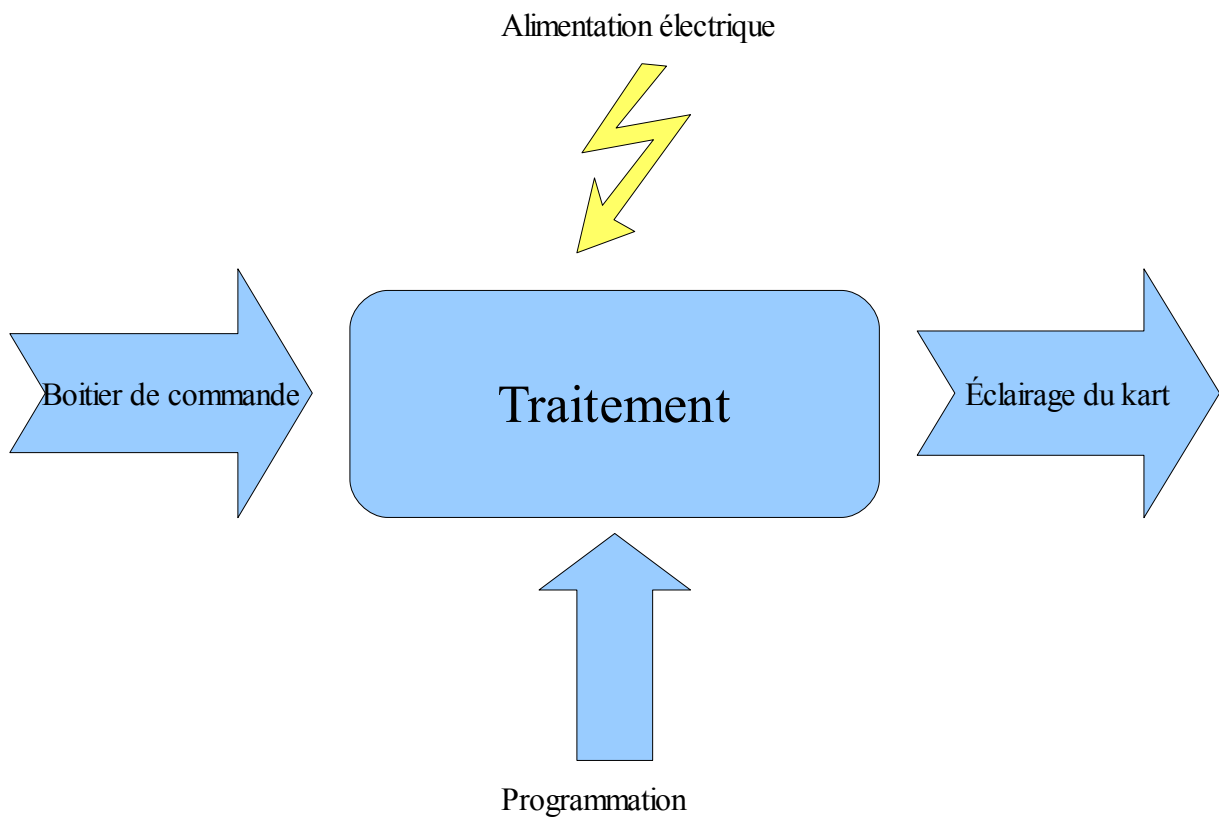 Alimentation électrique
Boitier de commande
Traitement
Éclairage du kart
Programmation